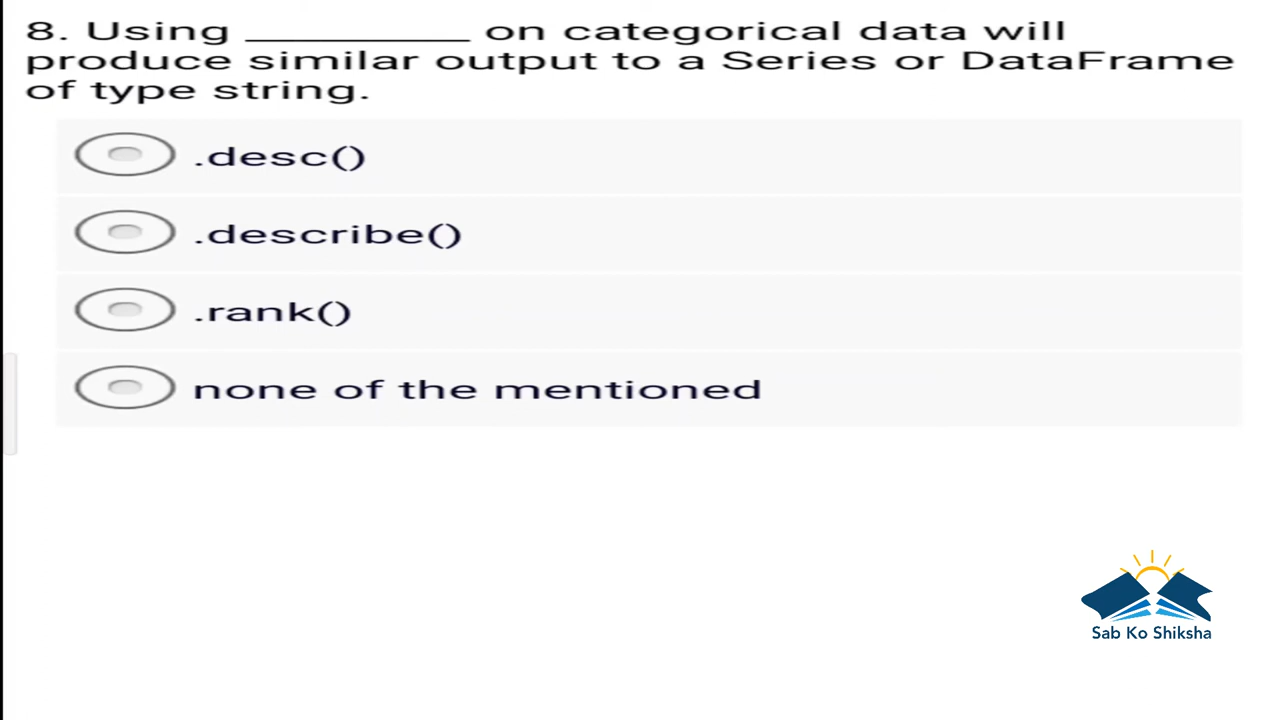 8. Using __________ on categorical data will
produce similar output to a Series or DataFrame
of type string.
.desc()
.describe()
.rank()
none of the mentioned
Sab Ko Shiksha